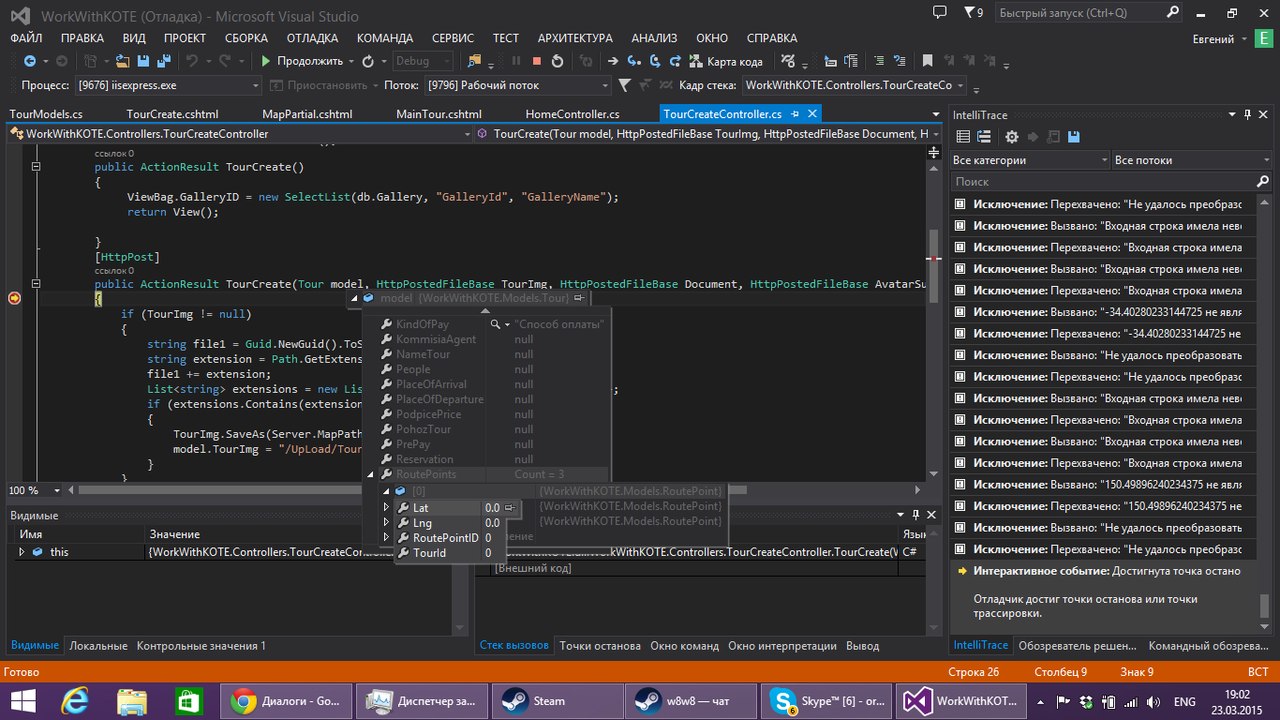 WorkWithKOTE (Отладка) - Microsoft Visual Studio
9
Быстрый запуск (Ctrl+Q)
ФАЙЛ ПРАВКА ВИД ПРОЕКТ СБОРКА ОТЛАДКА КОМАНДА СЕРВИС ТЕСТ АРХИТЕКТУРА АНАЛИЗ ОКНО СПРАВКА
Евгений E
Продолжить Debug Карта кода
Процесс: [9676] iisexpress.exe Приостановить Поток: [9796] Рабочий поток Кадр стека: WorkWithKOTE.Controllers.TourCreateCo
TourModels.cs TourCreate.cshtml MapPartial.cshtml MainTour.cshtml HomeController.cs TourCreateController.cs
WorkWithKOTE.Controllers.TourCreateController TourCreate(Tour model, HttpPostedFileBase TourImg, HttpPostedFileBase Document, H
ссылок 0
public ActionResult TourCreate()
{
ViewBag.GalleryID = new SelectList(db.Gallery, "GalleryId", "GalleryName");
return View();
}
[HttpPost]
ссылок 0
public ActionResult TourCreate(Tour model, HttpPostedFileBase TourImg, HttpPostedFileBase Document, HttpPostedFileBase AvatarSu
{
if (TourImg != null)
{
string file1 = Guid.NewGuid().ToS
string extension = Path.GetExtens
file1 += extension;
List<string> extensions = new Lis
if (extensions.Contains(extension
{
TourImg.SaveAs(Server.MapPath
model.TourImg = "/UpLoad/Tour
}
}
model {WorkWithKOTE.Models.Tour}
KindOfPay "Способ оплаты"
KommisiaAgent null
NameTour null
People null
PlaceOfArrival null
PlaceOfDeparture null
PodpicePrice null
PohozTour null
PrePay null
Reservation null
RoutePoints Count = 3
[0] {WorkWithKOTE.Models.RoutePoint}
{WorkWithKOTE.Models.RoutePoint}
{WorkWithKOTE.Models.RoutePoint}
Lat 0.0
Lng 0.0
RoutePointID 0
TourId 0
100 %
Видимые
Имя Значение
this {WorkWithKOTE.Controllers.TourCreateController
Язы
WorkWithKOTE.Controllers.TourCreateController.TourCreate(W C#
[Внешний код]
Видимые Локальные Контрольные значения 1
Стек вызовов Точки останова Окно команд Окно интерпретации Вывод
IntelliTrace
Все категории Все потоки
Поиск
Исключение: Перехвачено: "Не удалось преобразс
Исключение: Вызвано: "Входная строка имела нев
Исключение: Перехвачено: "Входная строка имела
Исключение: Вызвано: "Входная строка имела нев
Исключение: Перехвачено: "Входная строка имела
Исключение: Вызвано: "-34.40280233144725 не явля
Исключение: Перехвачено: "-34.40280233144725 не
Исключение: Вызвано: "Не удалось преобразовать
Исключение: Перехвачено: "Не удалось преобразс
Исключение: Вызвано: "Входная строка имела нев
Исключение: Перехвачено: "Входная строка имела
Исключение: Вызвано: "Входная строка имела нев
Исключение: Перехвачено: "Входная строка имела
Исключение: Вызвано: "150.49896240234375 не явля
Исключение: Перехвачено: "150.49896240234375 не
Исключение: Вызвано: "Не удалось преобразовать
Исключение: Перехвачено: "Не удалось преобразс
Интерактивное событие: Достигнута точка остано
Отладчик достиг точки останова или точки
трассировки.
IntelliTrace Обозреватель решен... Командный обозрева...
Готово Строка 26 Столбец 9 Знак 9 ВСТ
Диалоги - Go... Диспетчер за... Steam w8w8 — чат Skype™ [6] - or... WorkWithKOT... ENG
19:02
23.03.2015